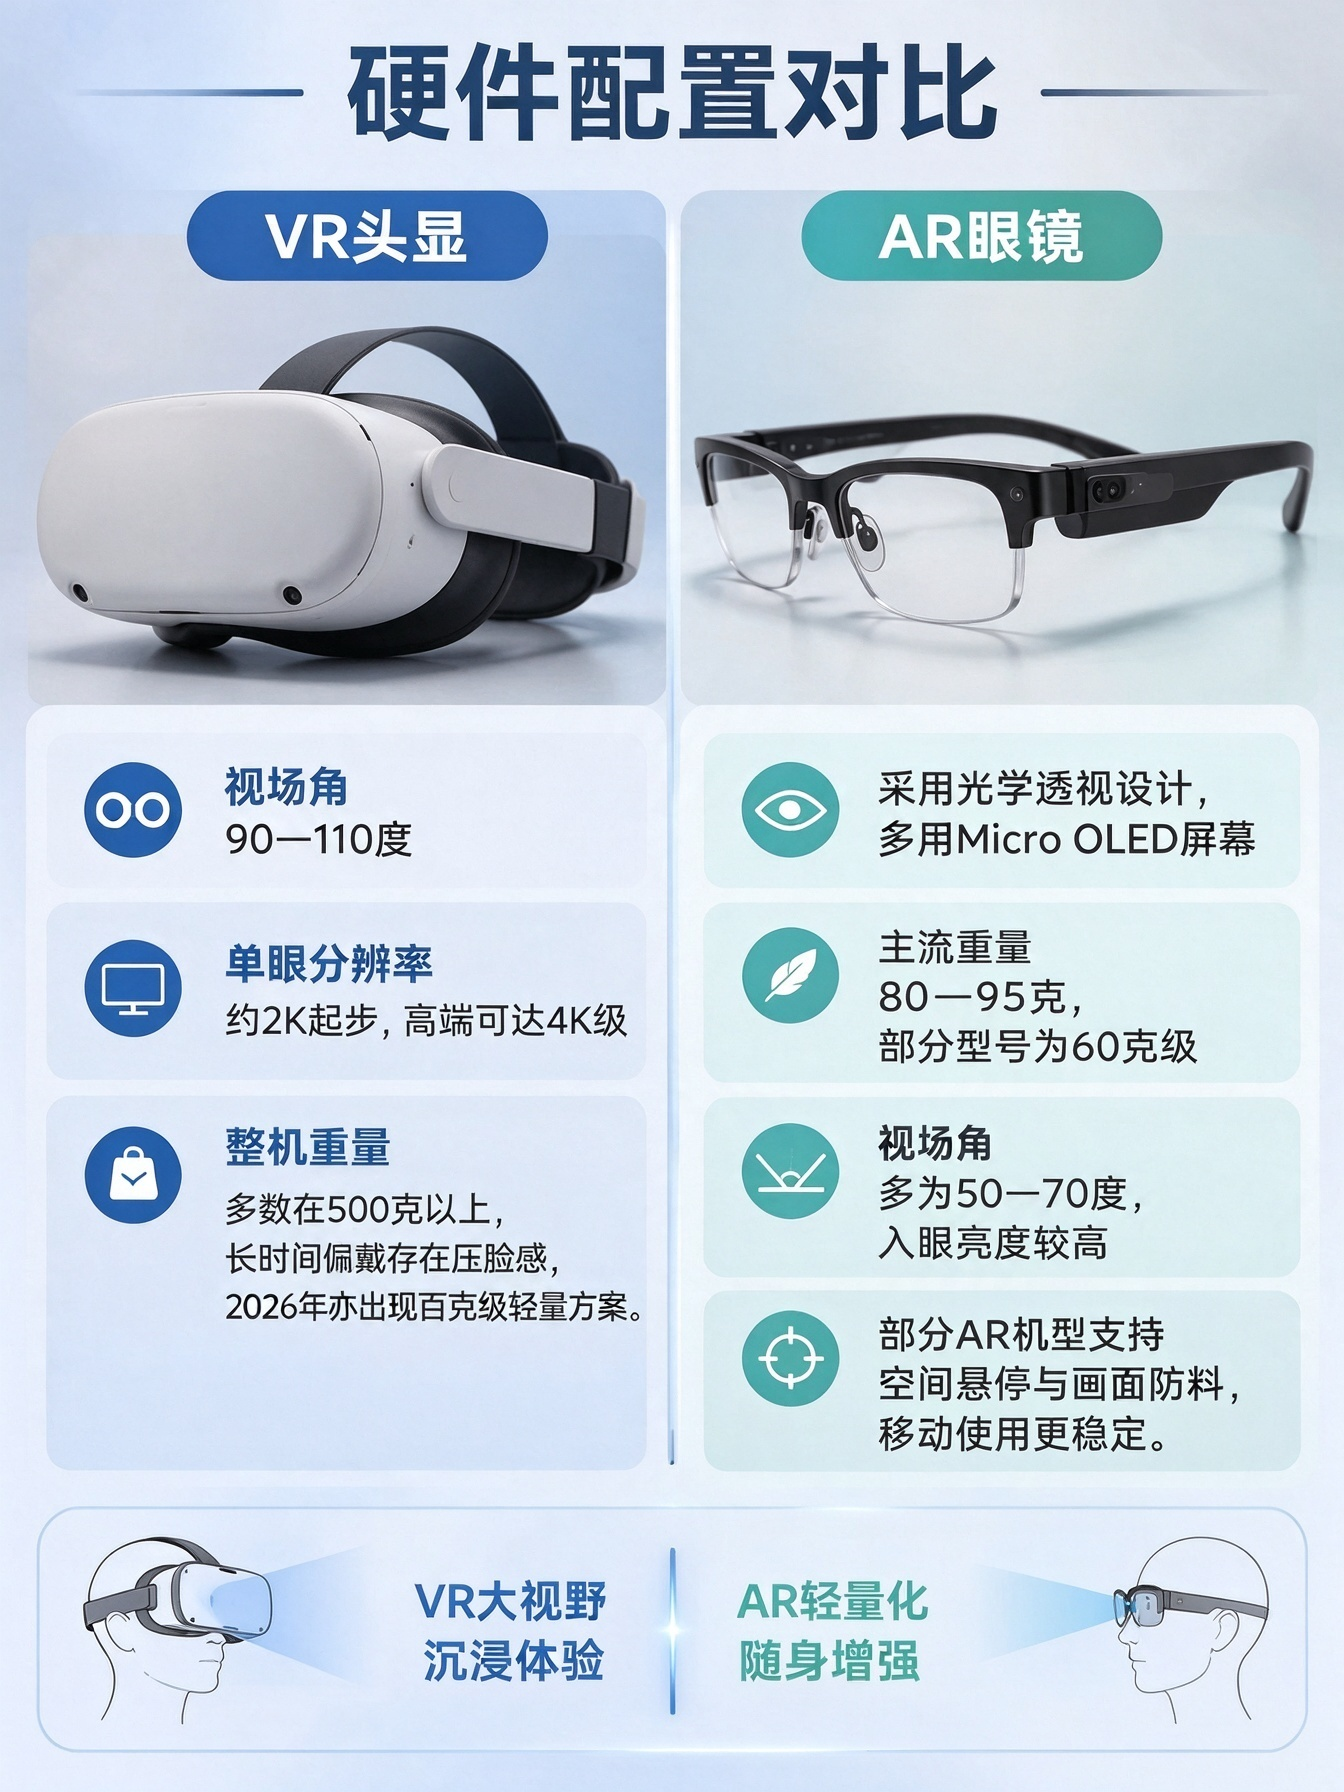 硬件配置对比
VR头显
视场角
90—110度
单眼分辨率
约2K起步，高端可达4K级
整机重量
多数在500克以上，
长时间佩戴存在压脸感，
2026年亦出现百克级轻量方案。
AR眼镜
采用光学透视设计，
多用Micro OLED屏幕
主流重量
80—95克，
部分型号为60克级
视场角
多为50—70度，
入眼亮度较高
部分AR机型支持
空间悬停与画面防料，
移动使用更稳定。
VR大视野
沉浸体验
AR轻量化
随身增强